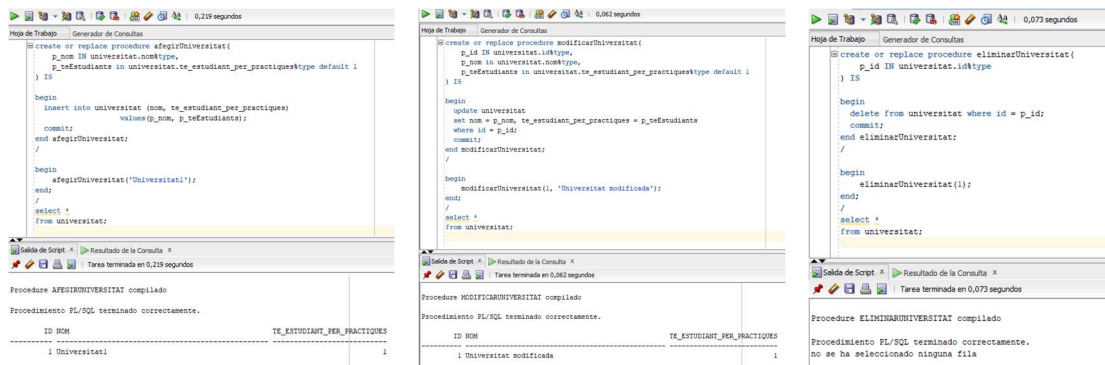 0,219 segundos
Hoja de Trabajo Generador de Consultas
create or replace procedure afegirUniversitat(
p_nom IN universitat.nom%type,
p_teEstudiants in universitat.te_estudiant_per_practiques%type default 1
) IS
begin
insert into universitat (nom, te_estudiant_per_practiques)
values(p_nom, p_teEstudiants);
commit;
end afegirUniversitat;
/
begin
afegirUniversitat('Universitat1');
end;
/
select *
from universitat;
Salida de Script x Resultado de la Consulta x
Tarea terminada en 0,219 segundos
Procedure AFEGIRUNIVERSITAT compilado
Procedimiento PL/SQL terminado correctamente.
ID NOM TE_ESTUDIANT_PER_PRACTIQUES
---------- -------------------------------------------------- ---------------------------
1 Universitat1 1
0,062 segundos
Hoja de Trabajo Generador de Consultas
create or replace procedure modificarUniversitat(
p_id IN universitat.id%type,
p_nom in universitat.nom%type,
p_teEstudiants in universitat.te_estudiant_per_practiques%type default 1
) IS
begin
update universitat
set nom = p_nom, te_estudiant_per_practiques = p_teEstudiants
where id = p_id;
commit;
end modificarUniversitat;
/
begin
modificarUniversitat(1, 'Universitat modificada');
end;
/
select *
from universitat;
Salida de Script x Resultado de la Consulta x
Tarea terminada en 0,062 segundos
Procedure MODIFICARUNIVERSITAT compilado
Procedimiento PL/SQL terminado correctamente.
ID NOM TE_ESTUDIANT_PER_PRACTIQUES
---------- -------------------------------------------------- ---------------------------
1 Universitat modificada 1
0,073 segundos
Hoja de Trabajo Generador de Consultas
create or replace procedure eliminarUniversitat(
p_id IN universitat.id%type
) IS
begin
delete from universitat where id = p_id;
commit;
end eliminarUniversitat;
/
begin
eliminarUniversitat(1);
end;
/
select *
from universitat;
Salida de Script x Resultado de la Consulta x
Tarea terminada en 0,073 segundos
Procedure ELIMINARUNIVERSITAT compilado
Procedimiento PL/SQL terminado correctamente.
no se ha seleccionado ninguna fila